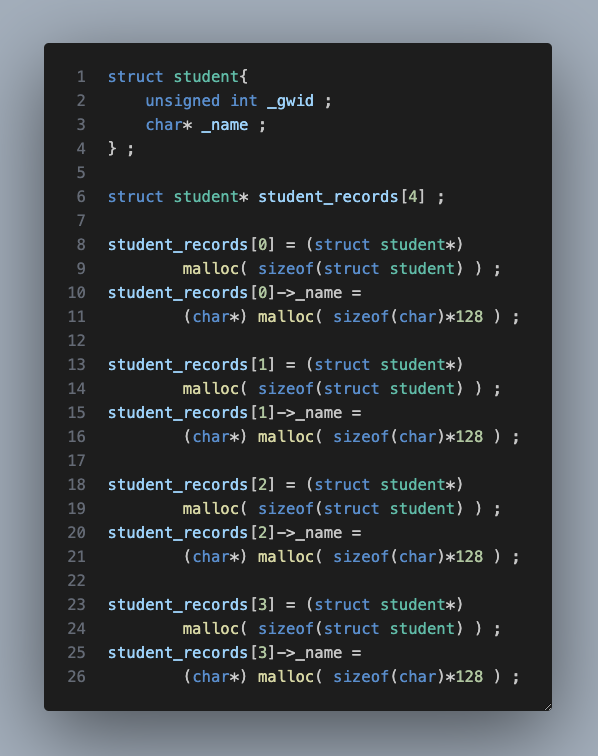 1 struct student{
2     unsigned int _gwid ;
3     char* _name ;
4 } ;
5
6 struct student* student_records[4] ;
7
8 student_records[0] = (struct student*)
9         malloc( sizeof(struct student) ) ;
10 student_records[0]->_name =
11         (char*) malloc( sizeof(char)*128 ) ;
12
13 student_records[1] = (struct student*)
14         malloc( sizeof(struct student) ) ;
15 student_records[1]->_name =
16         (char*) malloc( sizeof(char)*128 ) ;
17
18 student_records[2] = (struct student*)
19         malloc( sizeof(struct student) ) ;
20 student_records[2]->_name =
21         (char*) malloc( sizeof(char)*128 ) ;
22
23 student_records[3] = (struct student*)
24         malloc( sizeof(struct student) ) ;
25 student_records[3]->_name =
26         (char*) malloc( sizeof(char)*128 ) ;